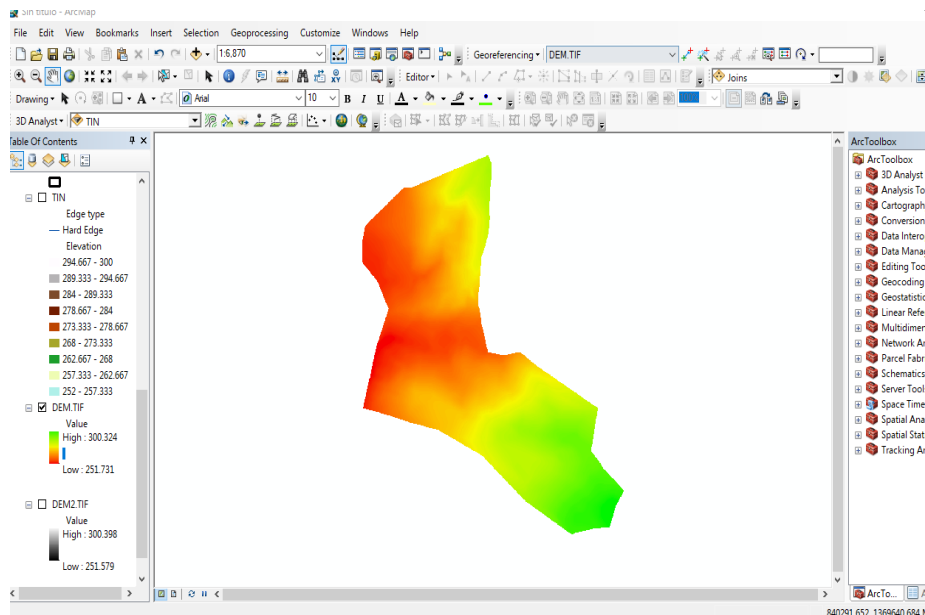 Sin título - ArcMap
File Edit View Bookmarks Insert Selection Geoprocessing Customize Windows Help
1:6,870 Georeferencing DEM.TIF
Editor Joins
Drawing A Arial 10 B I U A
3D Analyst TIN
Table Of Contents
TIN
Edge type
Hard Edge
Elevation
294.667 - 300
289.333 - 294.667
284 - 289.333
278.667 - 284
273.333 - 278.667
268 - 273.333
262.667 - 268
257.333 - 262.667
252 - 257.333
DEM.TIF
Value
High : 300.324
Low : 251.731
DEM2.TIF
Value
High : 300.398
Low : 251.579
ArcToolbox
ArcToolbox
3D Analyst
Analysis To
Cartograph
Conversion
Data Intero
Data Manag
Editing Too
Geocoding
Geostatistic
Linear Refe
Multidimen
Network An
Parcel Fabr
Schematics
Server Tool
Space Time
Spatial Ana
Spatial Stat
Tracking An
ArcTo...
840291.652 1369640.684 M